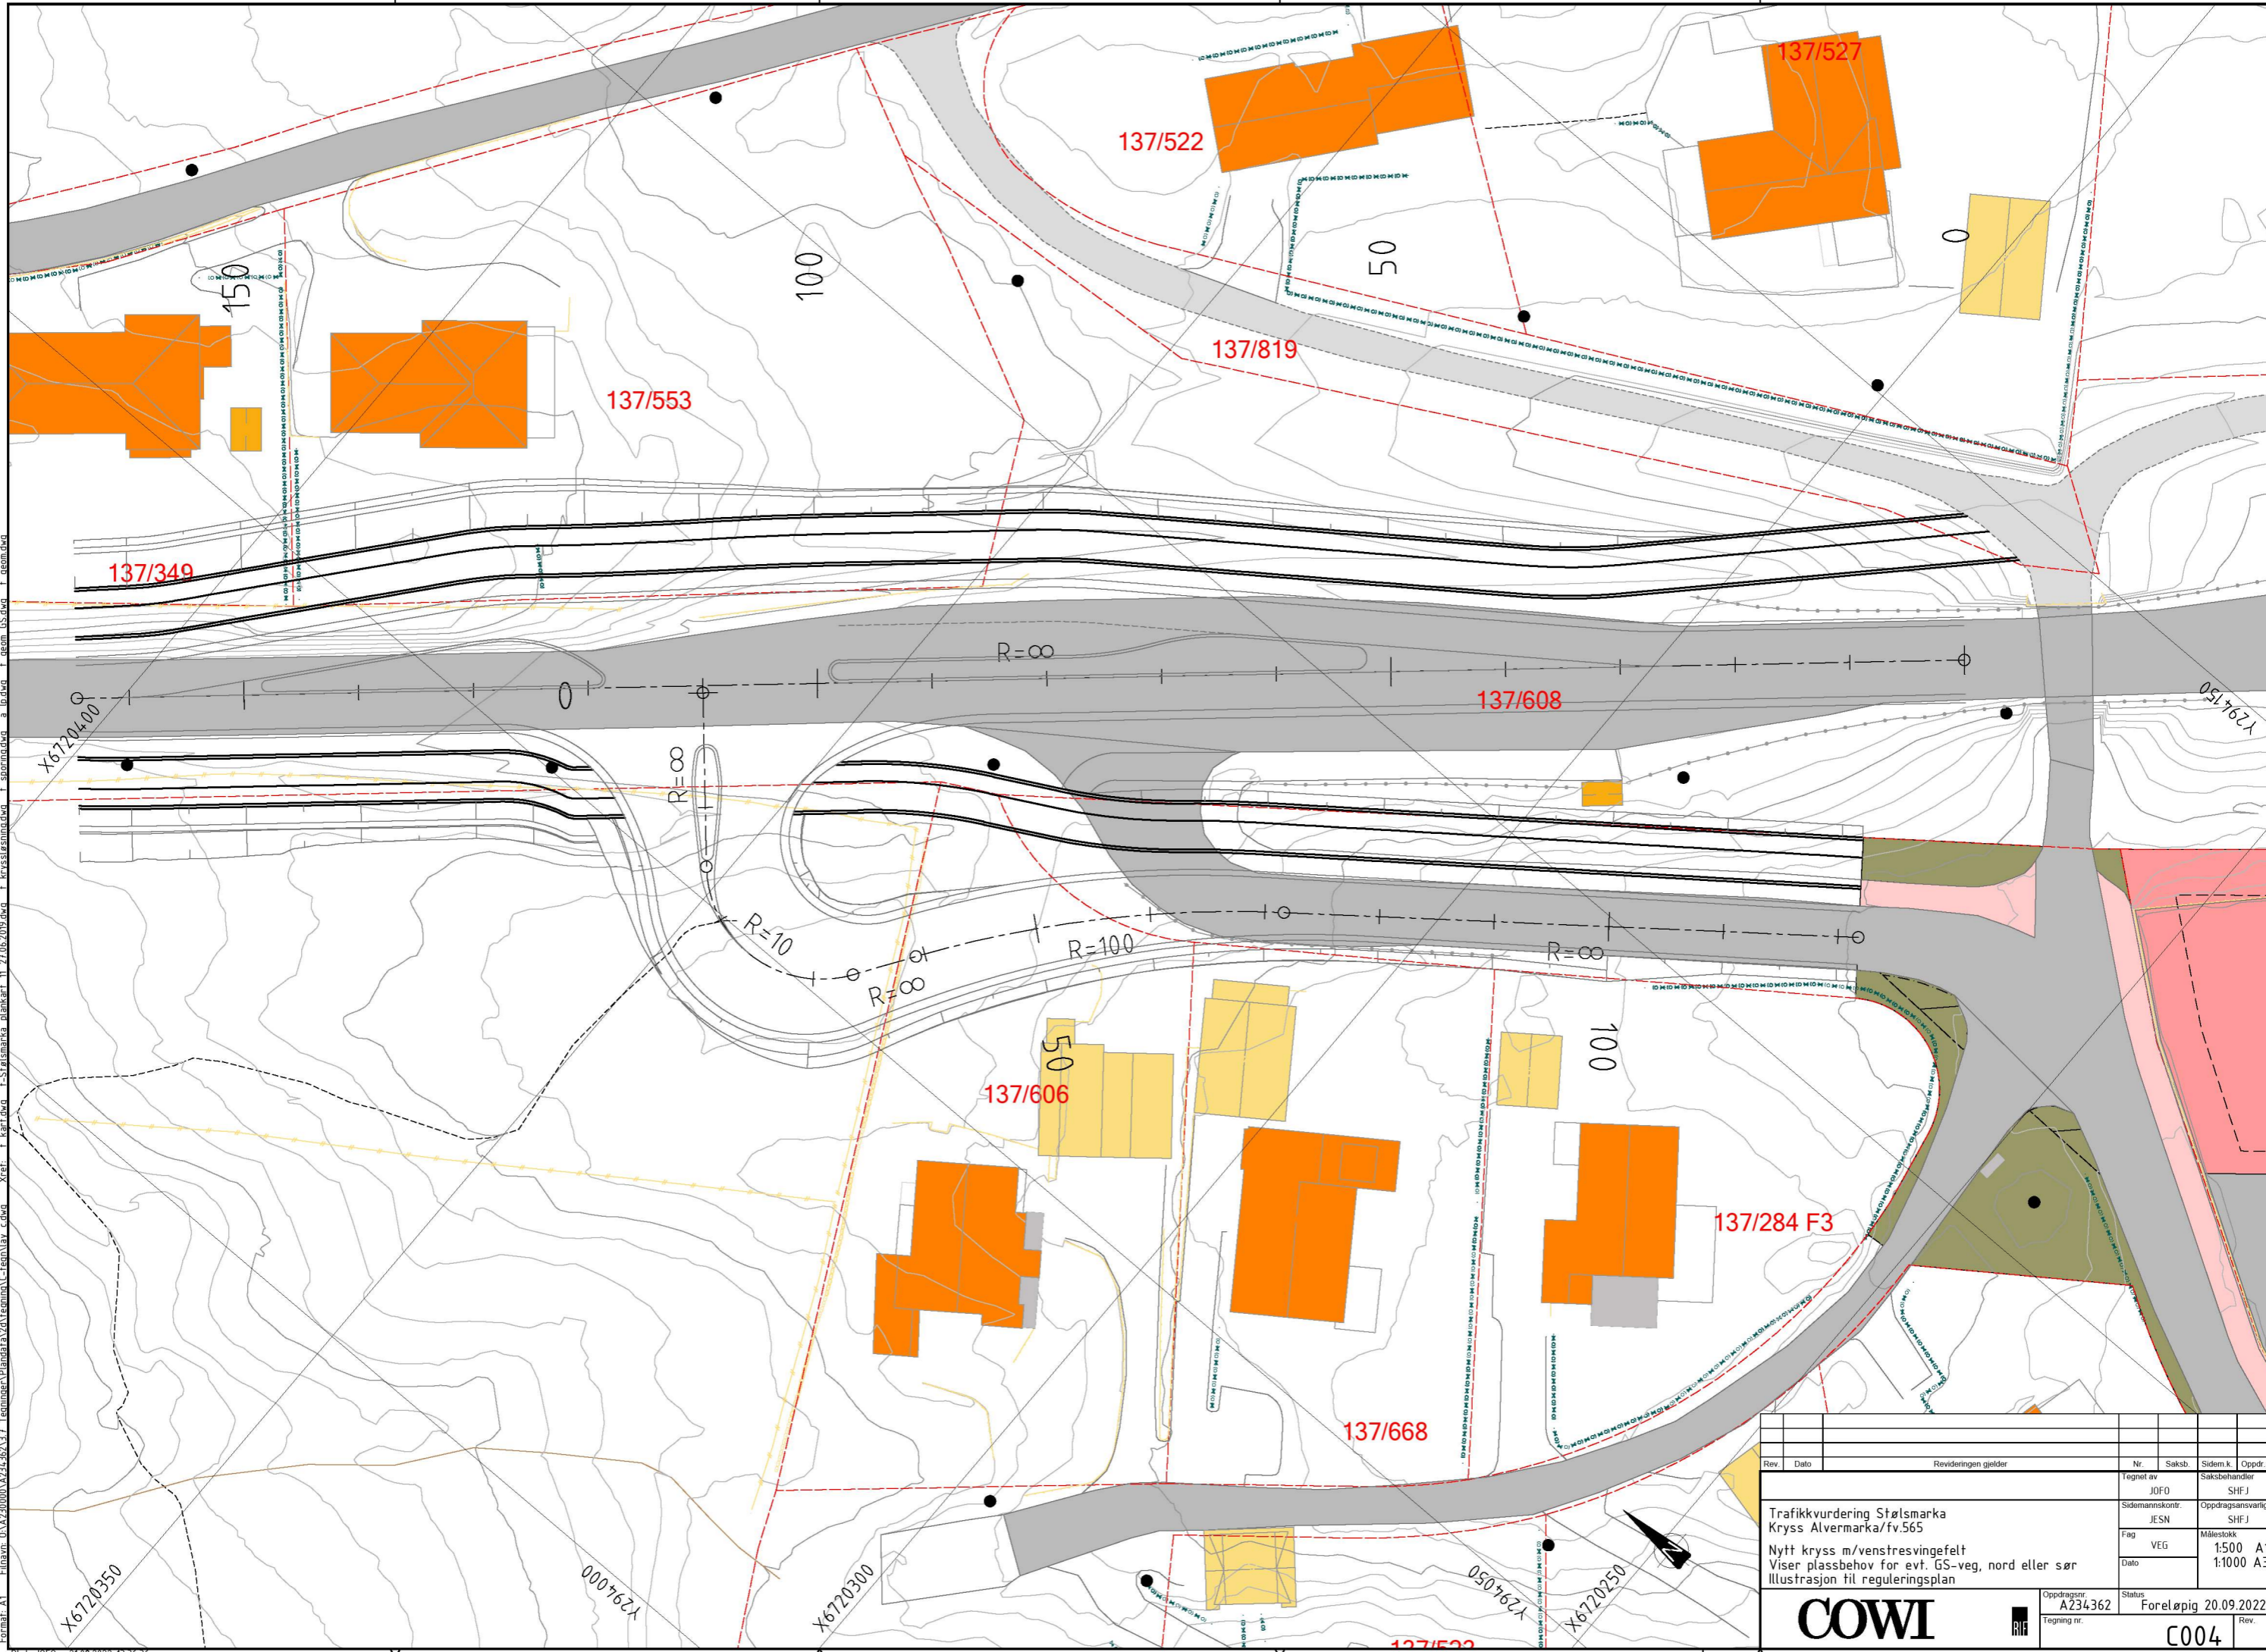 137/527
137/522
50
0
150
100
137/819
137/553
137/349
R=∞
0
137/608
X6720400
Y294150
R=∞
R=10
R=∞
R=100
R=∞
50
100
137/606
137/284 F3
137/668
X6720350
Y294000
X6720300
Y294050
X6720250
N
Rev. Dato Revideringen gjelder Nr. Saksb. Sidem.k. Oppdr.
Tegnet av Saksbehandler
JOFO SHFJ
Sidemannskontr. Oppdragsansvarlig
JESN SHFJ
Fag Målestokk
VEG 1:500
Dato 1:1000
Trafikkvurdering Stølsmarka
Kryss Alvermarka/fv.565
Nytt kryss m/venstresvingefelt
Viser plassbehov for evt. GS-veg, nord eller sør
Illustrasjon til reguleringsplan
COWI
RIF
Oppdragsnr. Status
A234362 Foreløpig 20.09.2022
Tegning nr. Rev.
C004